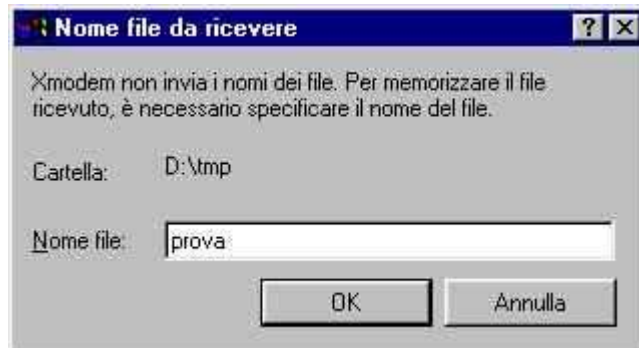 Nome file da ricevere
Xmodem non invia i nomi dei file. Per memorizzare il file
ricevuto, è necessario specificare il nome del file.
Cartella: D:\tmp
Nome file: prova
OK Annulla